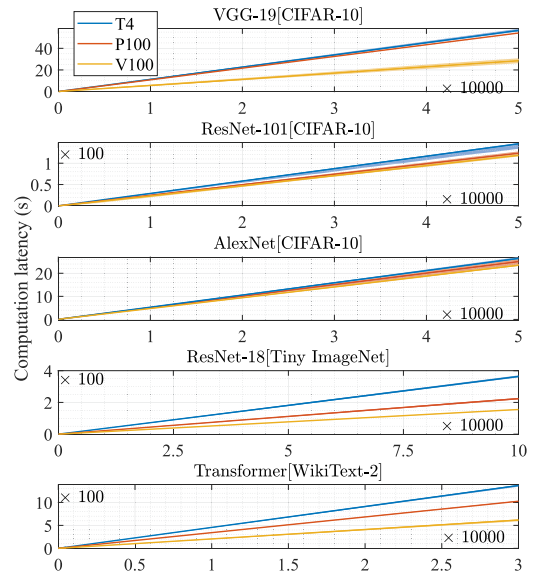 VGG-19[CIFAR-10]
T4
P100
V100
60
40
20
0
× 10000
0 1 2 3 4 5
ResNet-101[CIFAR-10]
× 100
1
0.5
0
× 10000
0 1 2 3 4 5
Computation latency (s)
AlexNet[CIFAR-10]
20
10
0
× 10000
0 1 2 3 4 5
ResNet-18[Tiny ImageNet]
4
× 100
2
0
× 10000
0 2.5 5 7.5 10
Transformer[WikiText-2]
× 100
10
5
0
× 10000
0 0.5 1 1.5 2 2.5 3